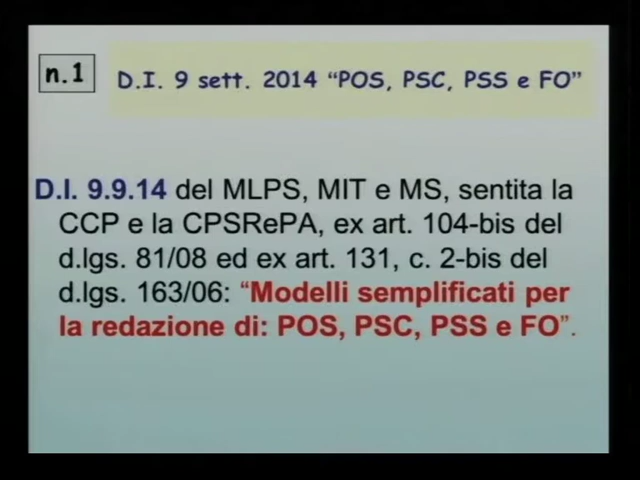 n.1
D.I. 9 sett. 2014 “POS, PSC, PSS e FO”
D.I. 9.9.14 del MLPS, MIT e MS, sentita la
CCP e la CPSRePA, ex art. 104-bis del
d.lgs. 81/08 ed ex art. 131, c. 2-bis del
d.lgs. 163/06: “Modelli semplificati per
la redazione di: POS, PSC, PSS e FO”.